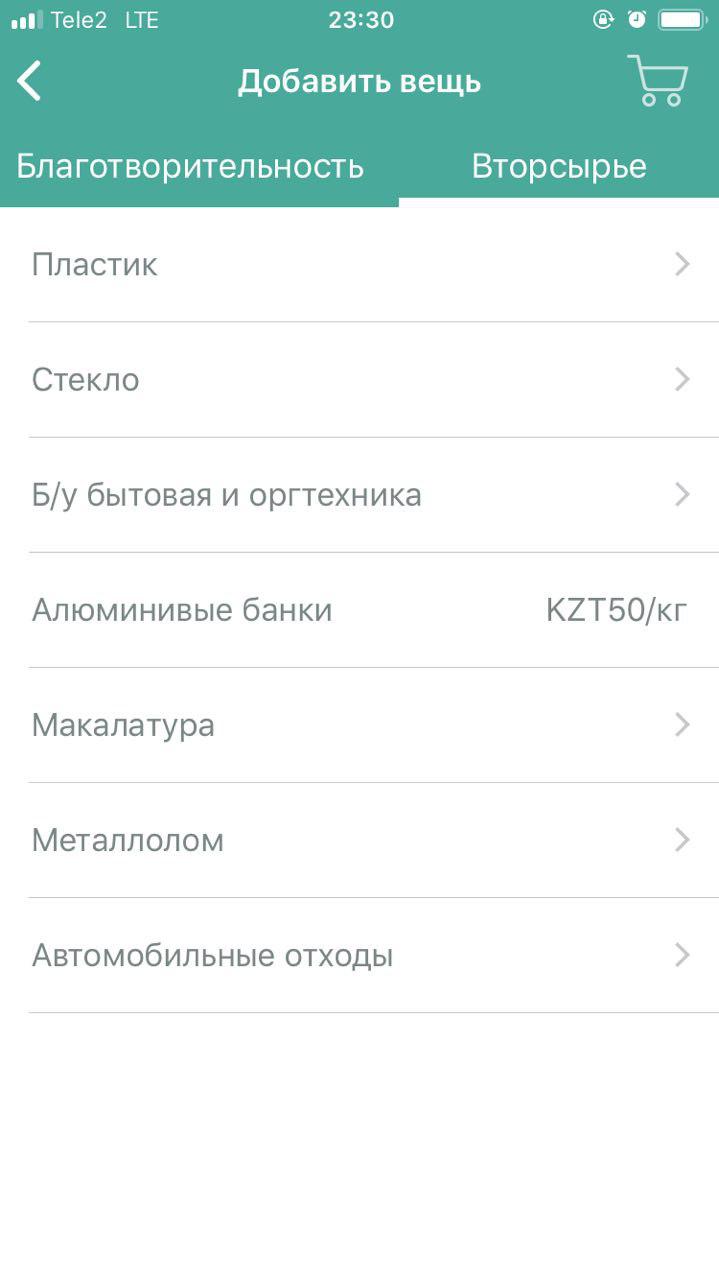 Tele2 LTE 23:30
Добавить вещь
Благотворительность Вторсырье
Пластик
Стекло
Б/у бытовая и оргтехника
Алюминивые банки KZT50/кг
Макалатура
Металлолом
Автомобильные отходы